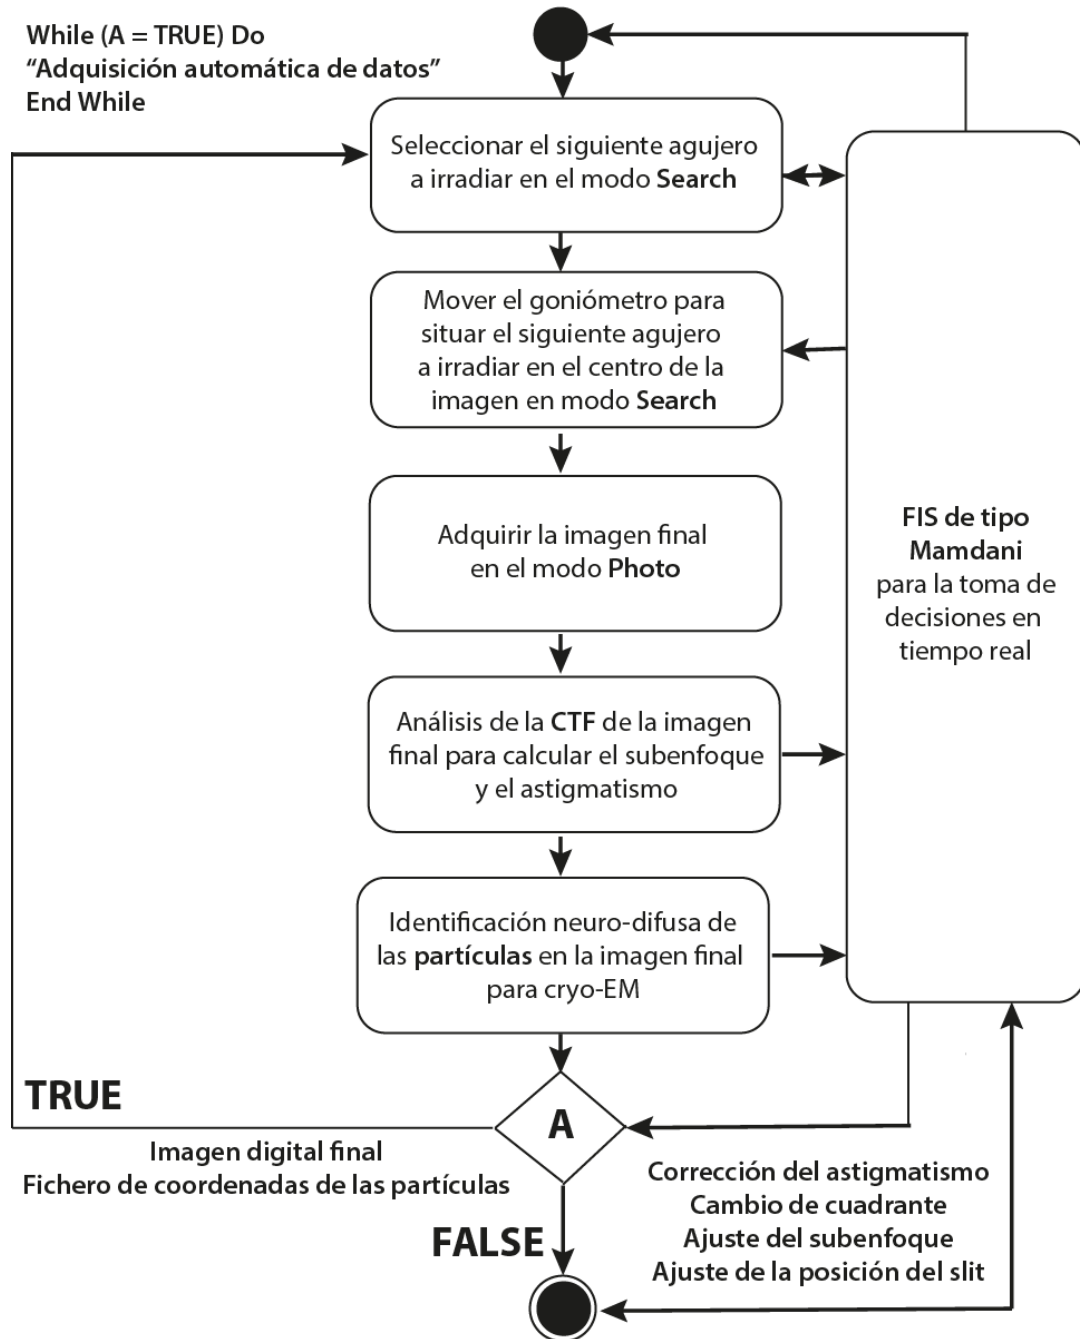 While (A = TRUE) Do
“Adquisición automática de datos”
End While
Seleccionar el siguiente agujero
a irradiar en el modo Search
Mover el goniómetro para
situar el siguiente agujero
a irradiar en el centro de la
imagen en modo Search
Adquirir la imagen final
en el modo Photo
FIS de tipo
Mamdani
para la toma de
decisiones en
tiempo real
Análisis de la CTF de la imagen
final para calcular el subenfoque
y el astigmatismo
Identificación neuro-difusa de
las partículas en la imagen final
para cryo-EM
TRUE
A
Imagen digital final
Fichero de coordenadas de las partículas
FALSE
Corrección del astigmatismo
Cambio de cuadrante
Ajuste del subenfoque
Ajuste de la posición del slit